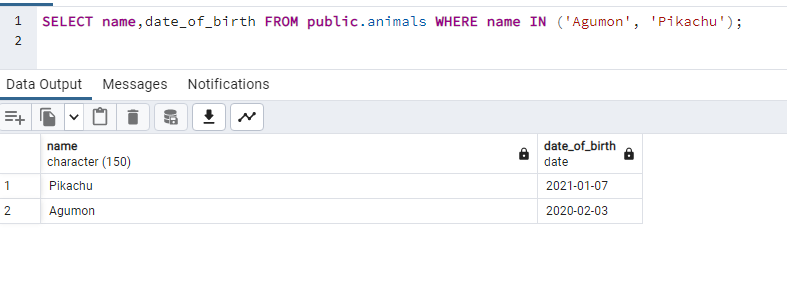 1 SELECT name,date_of_birth FROM public.animals WHERE name IN ('Agumon', 'Pikachu');
2
Data Output Messages Notifications
name date_of_birth
character (150) date
1 Pikachu 2021-01-07
2 Agumon 2020-02-03